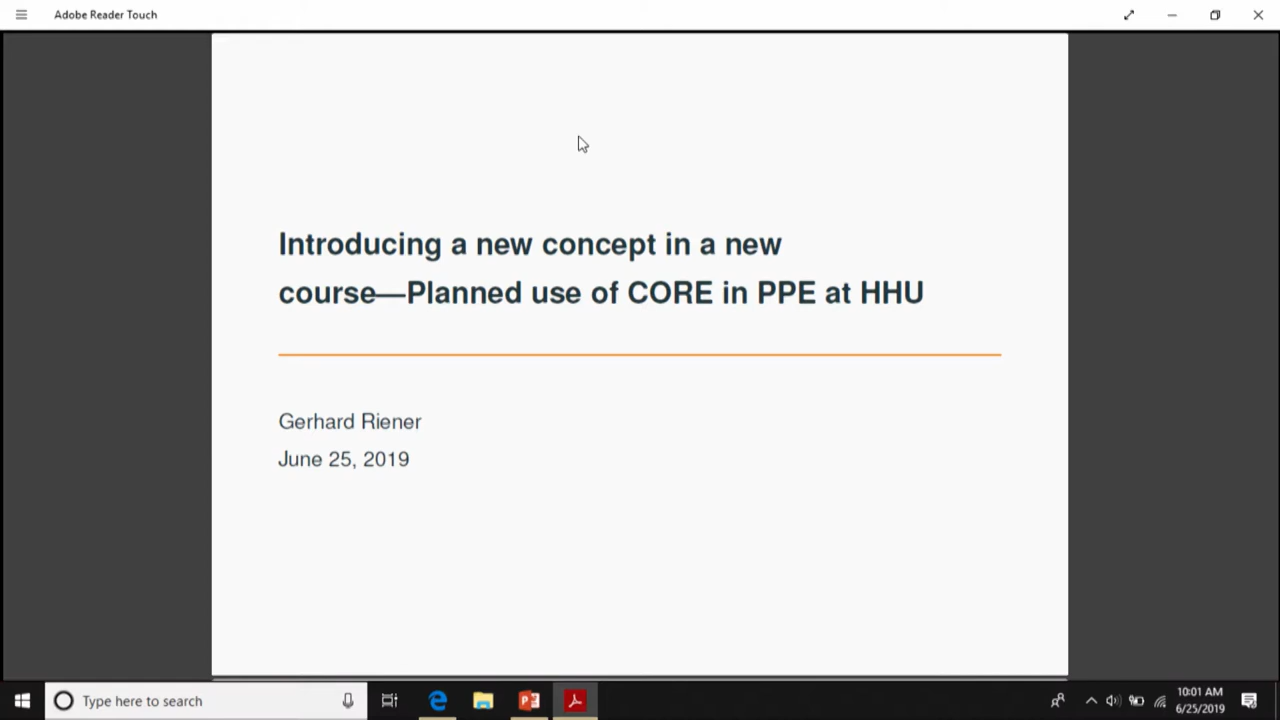 Adobe Reader Touch
Introducing a new concept in a new
course—Planned use of CORE in PPE at HHU
Gerhard Riener
June 25, 2019
Type here to search
10:01 AM
6/25/2019